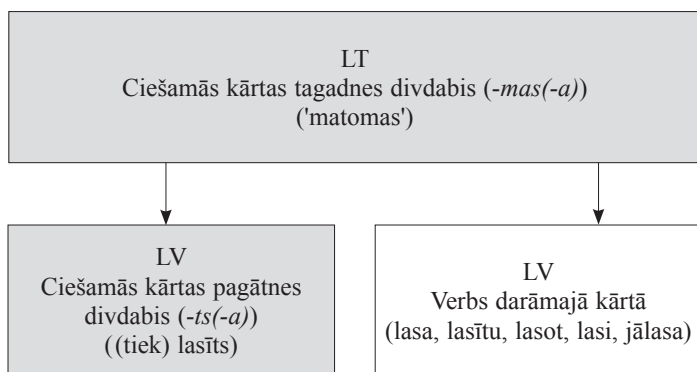 LT
Ciešamās kārtas tagadnes divdabis (-mas(-a))
('matomas')
LV
Ciešamās kārtas pagātnes
divdabis (-ts(-a))
((tiek) lasīts)
LV
Verbs darāmajā kārtā
(lasa, lasītu, lasot, lasi, jālasa)